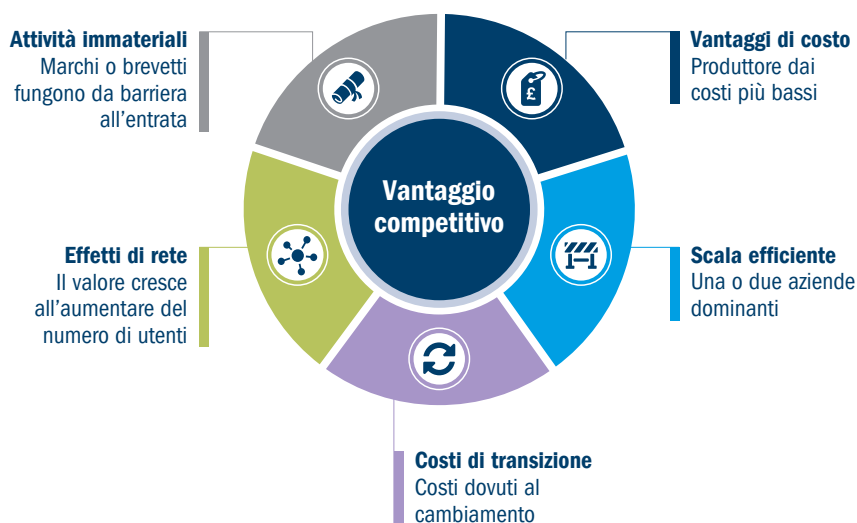 Attività immateriali
Marchi o brevetti
fungono da barriera
all'entrata
Vantaggi di costo
Produttore dai
costi più bassi
£
Vantaggio
competitivo
Effetti di rete
Il valore cresce
all'aumentare del
numero di utenti
Scala efficiente
Una o due aziende
dominanti
Costi di transizione
Costi dovuti al
cambiamento